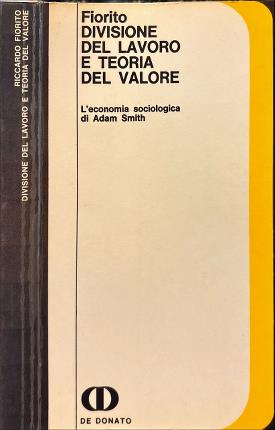 RICCARDO FIORITO
DIVISIONE DEL LAVORO E TEORIA DEL VALORE
Fiorito
DIVISIONE
DEL LAVORO
E TEORIA
DEL VALORE
L'economia sociologica
di Adam Smith
DE DONATO